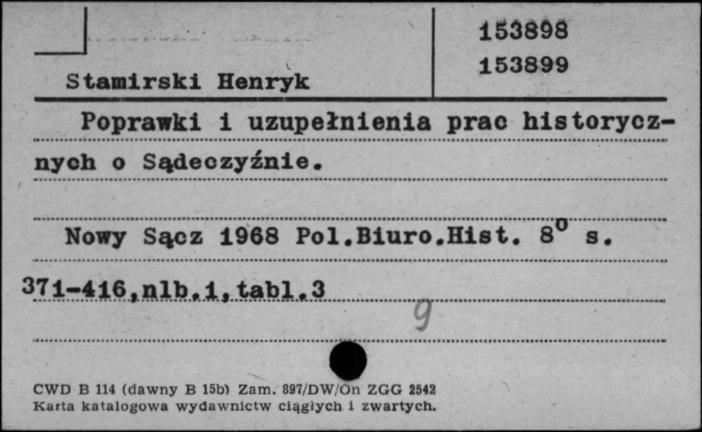 153898
153899
Stamirski Henryk
Poprawki i uzupełnienia prac historycz-
nych o Sądeczyźnie.
Nowy Sącz 1968 Pol.Biuro.Hist. 8⁰ s.
371-416,nlb.1,tabl.3
9
CWD B 114 (dawny B 15b) Zam. 897/DW/On ZGG 2542
Karta katalogowa wydawnictw ciągłych i zwartych.